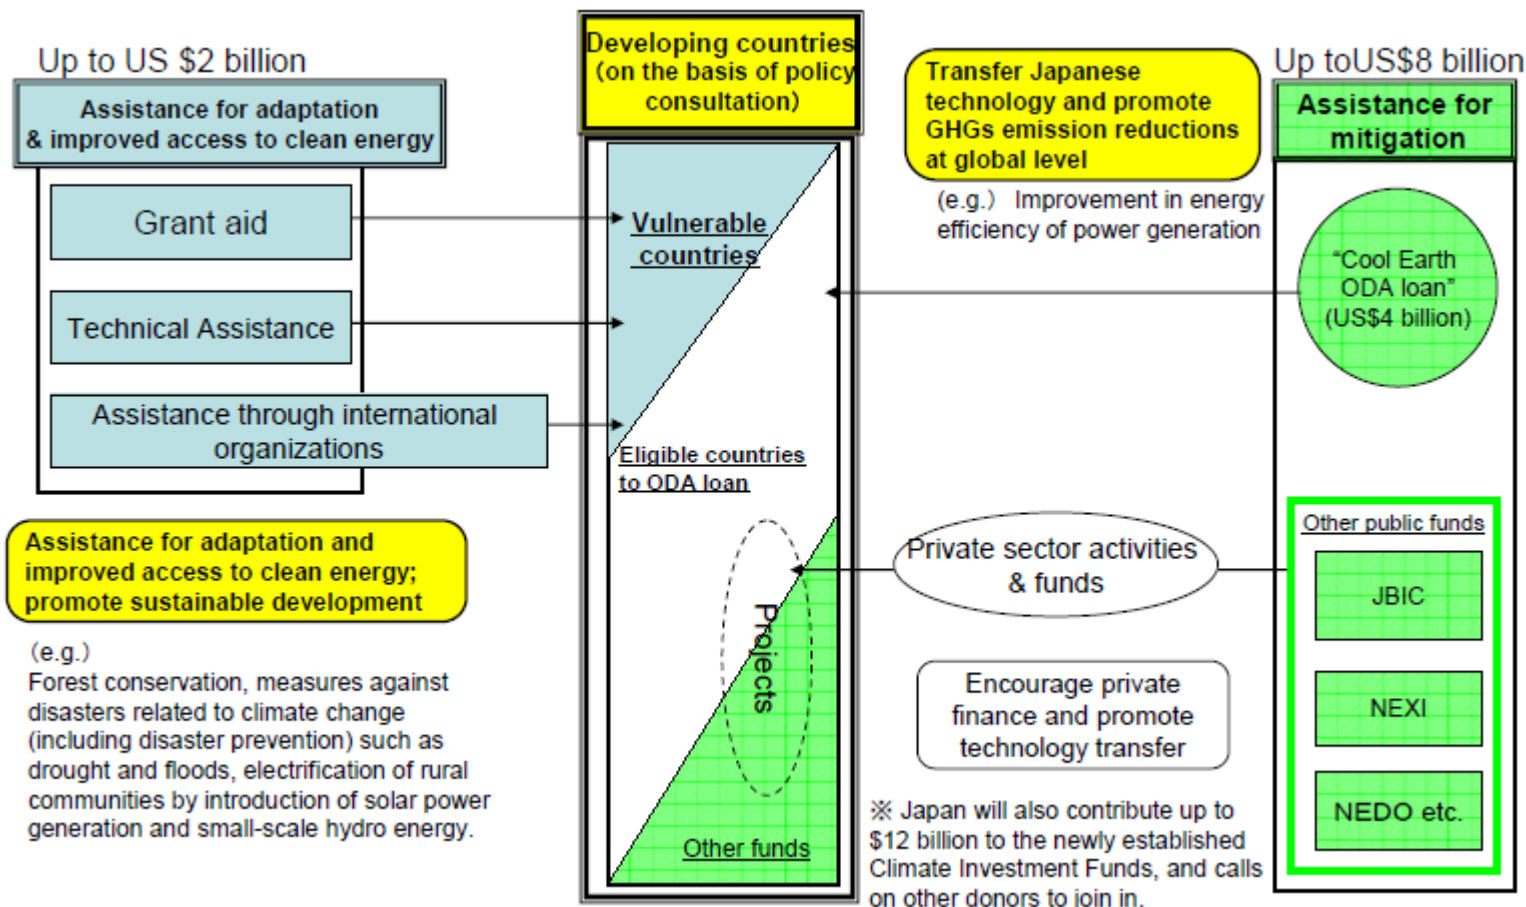 Up to US $2 billion
Assistance for adaptation
& improved access to clean energy
Grant aid
Technical Assistance
Assistance through international
organizations
Assistance for adaptation and
improved access to clean energy;
promote sustainable development
(e.g.)
Forest conservation, measures against
disasters related to climate change
(including disaster prevention) such as
drought and floods, electrification of rural
communities by introduction of solar power
generation and small-scale hydro energy.
Developing countries
(on the basis of policy
consultation)
Vulnerable
countries
Eligible countries
to ODA loan
Projects
Other funds
Transfer Japanese
technology and promote
GHGs emission reductions
at global level
(e.g.) Improvement in energy
efficiency of power generation
Private sector activities
& funds
Encourage private
finance and promote
technology transfer
※ Japan will also contribute up to
$12 billion to the newly established
Climate Investment Funds, and calls
on other donors to join in.
Up toUS$8 billion
Assistance for
mitigation
“Cool Earth
ODA loan”
(US$4 billion)
Other public funds
JBIC
NEXI
NEDO etc.